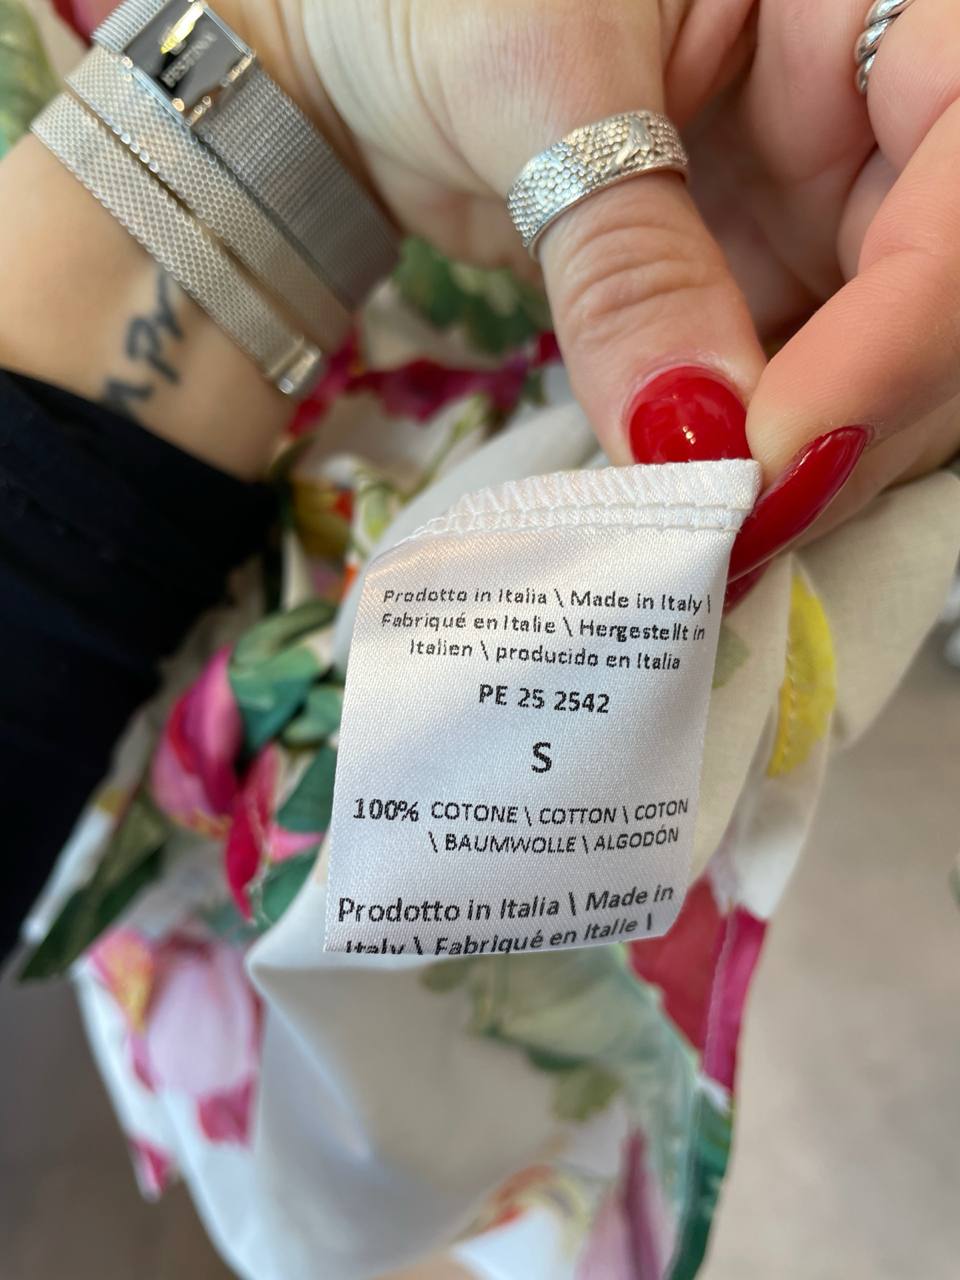 Prodotto in Italia \ Made in Italy \
Fabriqué en Italie \ Hergestellt in
Italien \ producido en Italia
PE 25 2542
S
100% COTONE \ COTTON \ COTON
\ BAUMWOLLE \ ALGODÓN
Prodotto in Italia \ Made in
Italy \ Fabriqué en Italie \